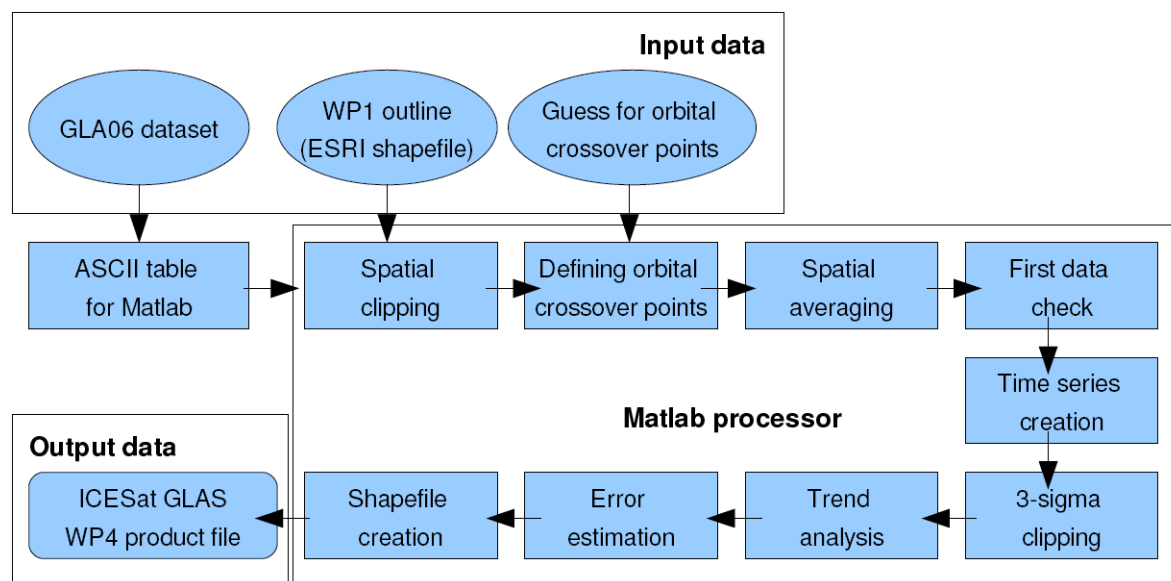 Input data
GLA06 dataset
WP1 outline
(ESRI shapefile)
Guess for orbital
crossover points
ASCII table
for Matlab
Spatial
clipping
Defining orbital
crossover points
Spatial
averaging
First data
check
Time series
creation
Matlab processor
Output data
ICESat GLAS
WP4 product file
Shapefile
creation
Error
estimation
Trend
analysis
3-sigma
clipping